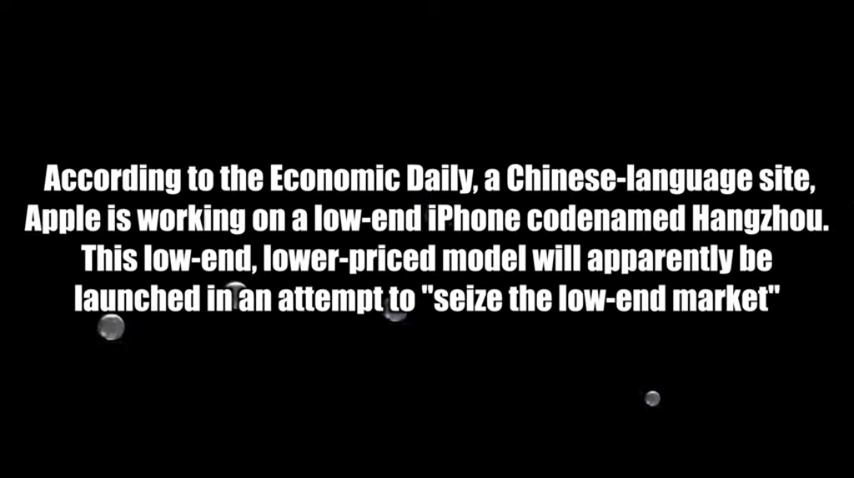 According to the Economic Daily, a Chinese-language site,
Apple is working on a low-end iPhone codenamed Hangzhou.
This low-end, lower-priced model will apparently be
launched in an attempt to "seize the low-end market"